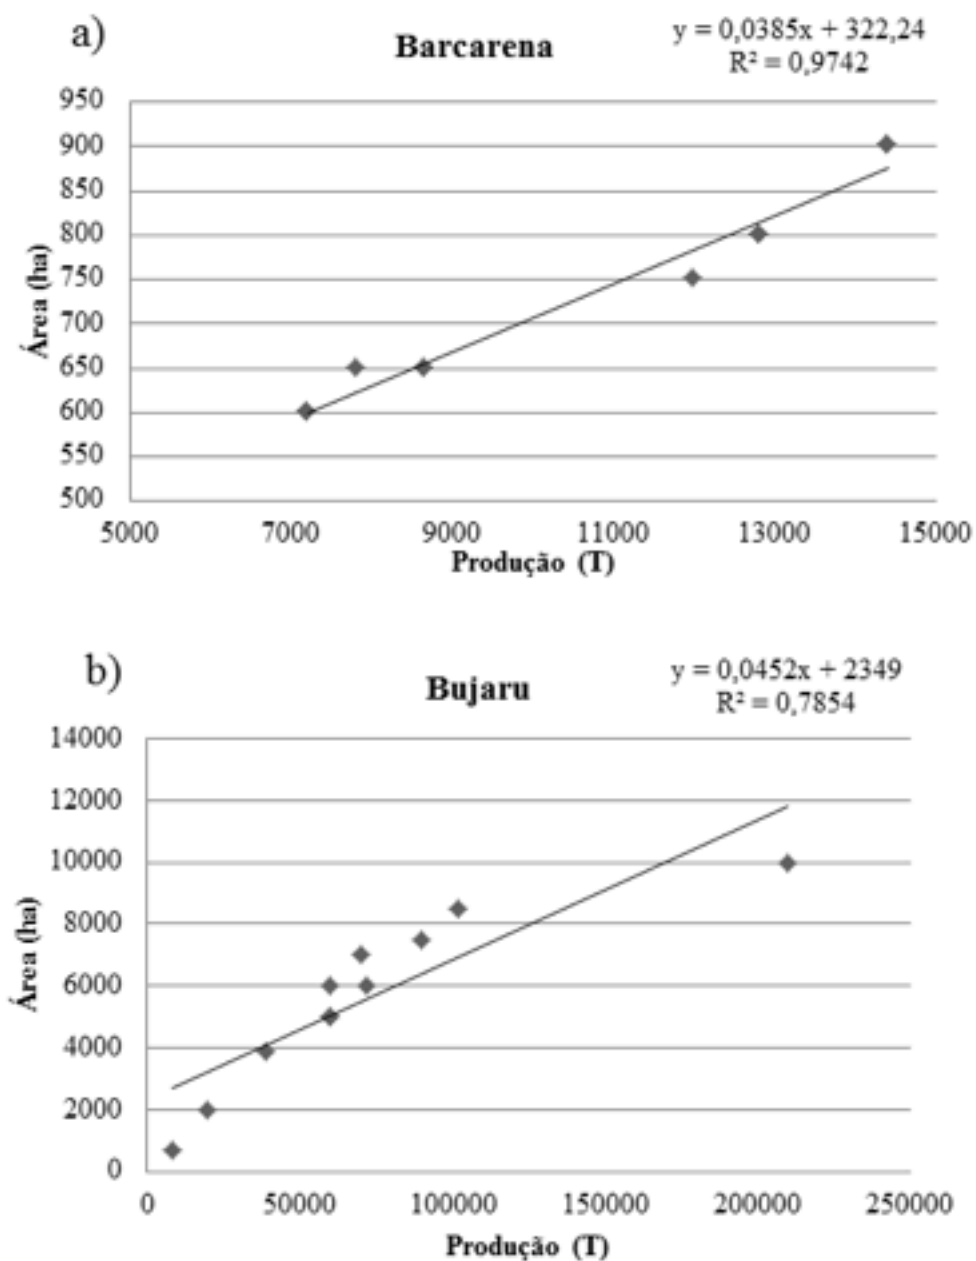 a)
Barcarena
y = 0,0385x + 322,24
R² = 0,9742
950
900
850
800
750
700
650
600
550
500
Área (ha)
5000 7000 9000 11000 13000 15000
Produção (T)
b)
Bujaru
y = 0,0452x + 2349
R² = 0,7854
14000
12000
10000
8000
6000
4000
2000
0
Área (ha)
0 50000 100000 150000 200000 250000
Produção (T)